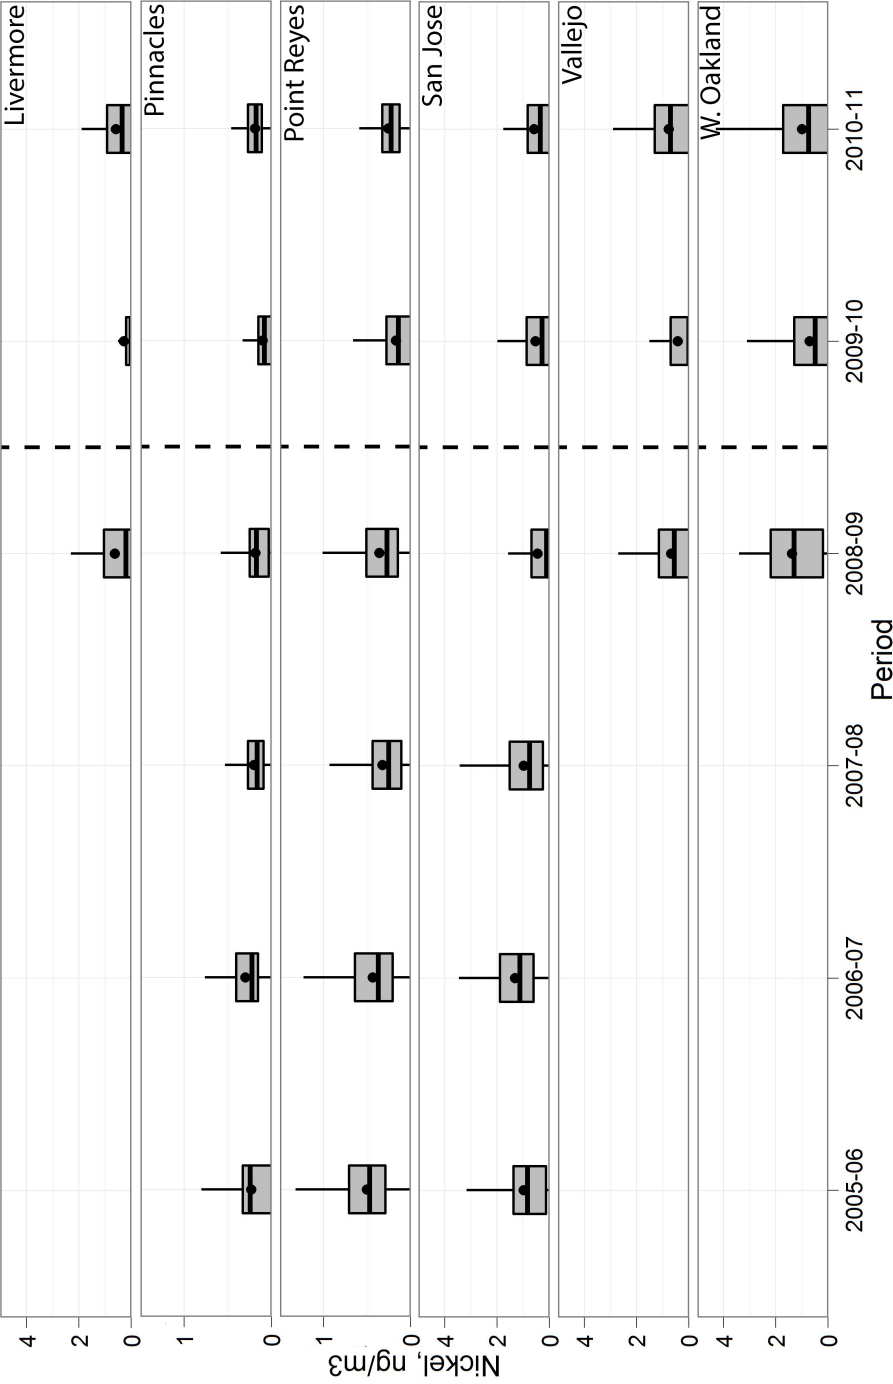 Livermore
4
2
0
Pinnacles
1
0
Point Reyes
1
0
San Jose
4
2
0
Vallejo
4
2
0
W. Oakland
4
2
0
Nickel, ng/m3
2005-06
2006-07
2007-08
2008-09
2009-10
2010-11
Period